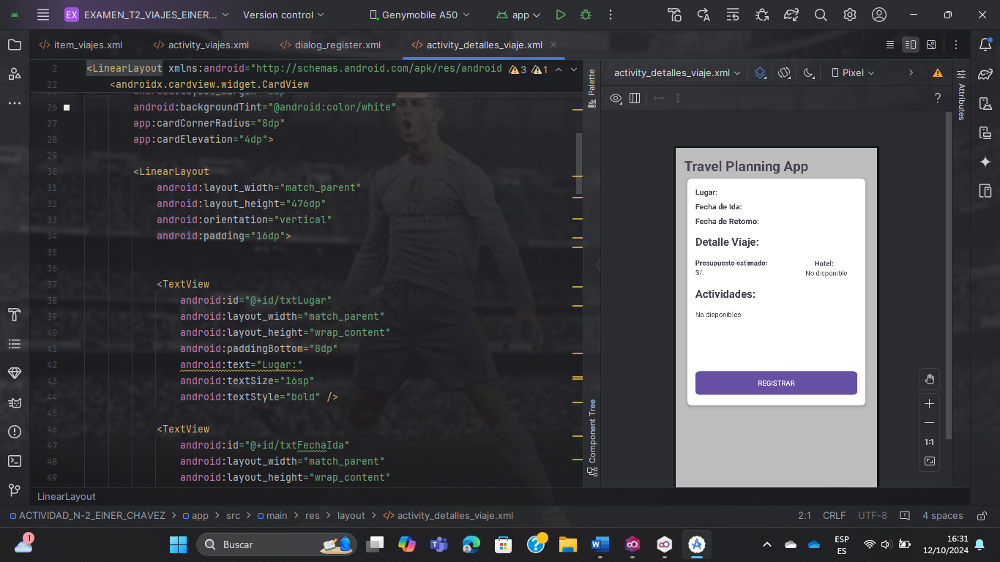 EX EXAMEN_T2_VIAJES_EINER... Version control Genymobile A50 app
item_viajes.xml activity_viajes.xml dialog_register.xml activity_detalles_viaje.xml
2 <LinearLayout xmlns:android="http://schemas.android.com/apk/res/android 3 1
22 <androidx.cardview.widget.CardView
26 android:backgroundTint="@android:color/white"
27 app:cardCornerRadius="8dp"
28 app:cardElevation="4dp">
29
30 <LinearLayout
31 android:layout_width="match_parent"
32 android:layout_height="476dp"
33 android:orientation="vertical"
34 android:padding="16dp">
35
36
37 <TextView
38 android:id="@+id/txtLugar"
39 android:layout_width="match_parent"
40 android:layout_height="wrap_content"
41 android:paddingBottom="8dp"
42 android:text="Lugar:"
43 android:textSize="16sp"
44 android:textStyle="bold" />
45
46 <TextView
47 android:id="@+id/txtFechaIda"
48 android:layout_width="match_parent"
49 android:layout_height="wrap_content"
LinearLayout
Palette
Component Tree
activity_detalles_viaje.xml Pixel
?
Attributes
Travel Planning App
Lugar:
Fecha de Ida:
Fecha de Retorno:
Detalle Viaje:
Presupuesto estimado: Hotel:
S/. No disponible
Actividades:
No disponibles
REGISTRAR
1:1
ACTIVIDAD_N-2_EINER_CHAVEZ > app > src > main > res > layout > activity_detalles_viaje.xml 2:1 CRLF UTF-8 4 spaces
1 Buscar ESP 16:31
ES 12/10/2024